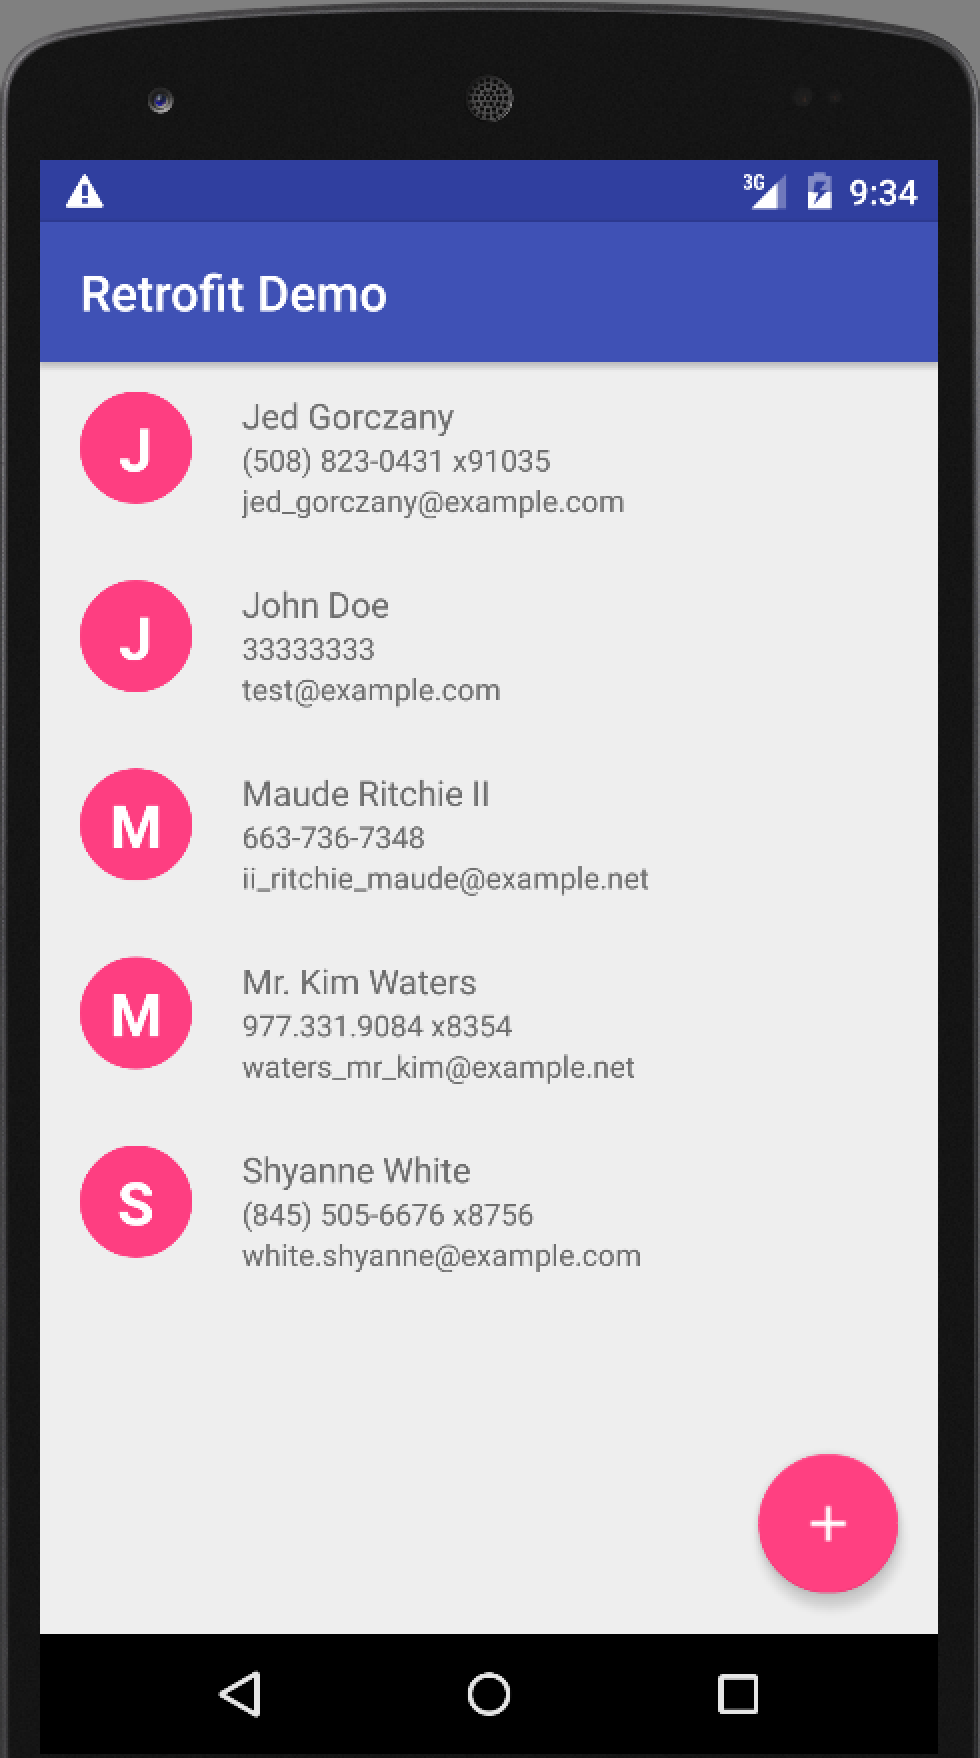 3G 9:34
Retrofit Demo
J
Jed Gorczany
(508) 823-0431 x91035
jed_gorczany@example.com
J
John Doe
33333333
test@example.com
M
Maude Ritchie II
663-736-7348
ii_ritchie_maude@example.net
M
Mr. Kim Waters
977.331.9084 x8354
waters_mr_kim@example.net
S
Shyanne White
(845) 505-6676 x8756
white.shyanne@example.com
+